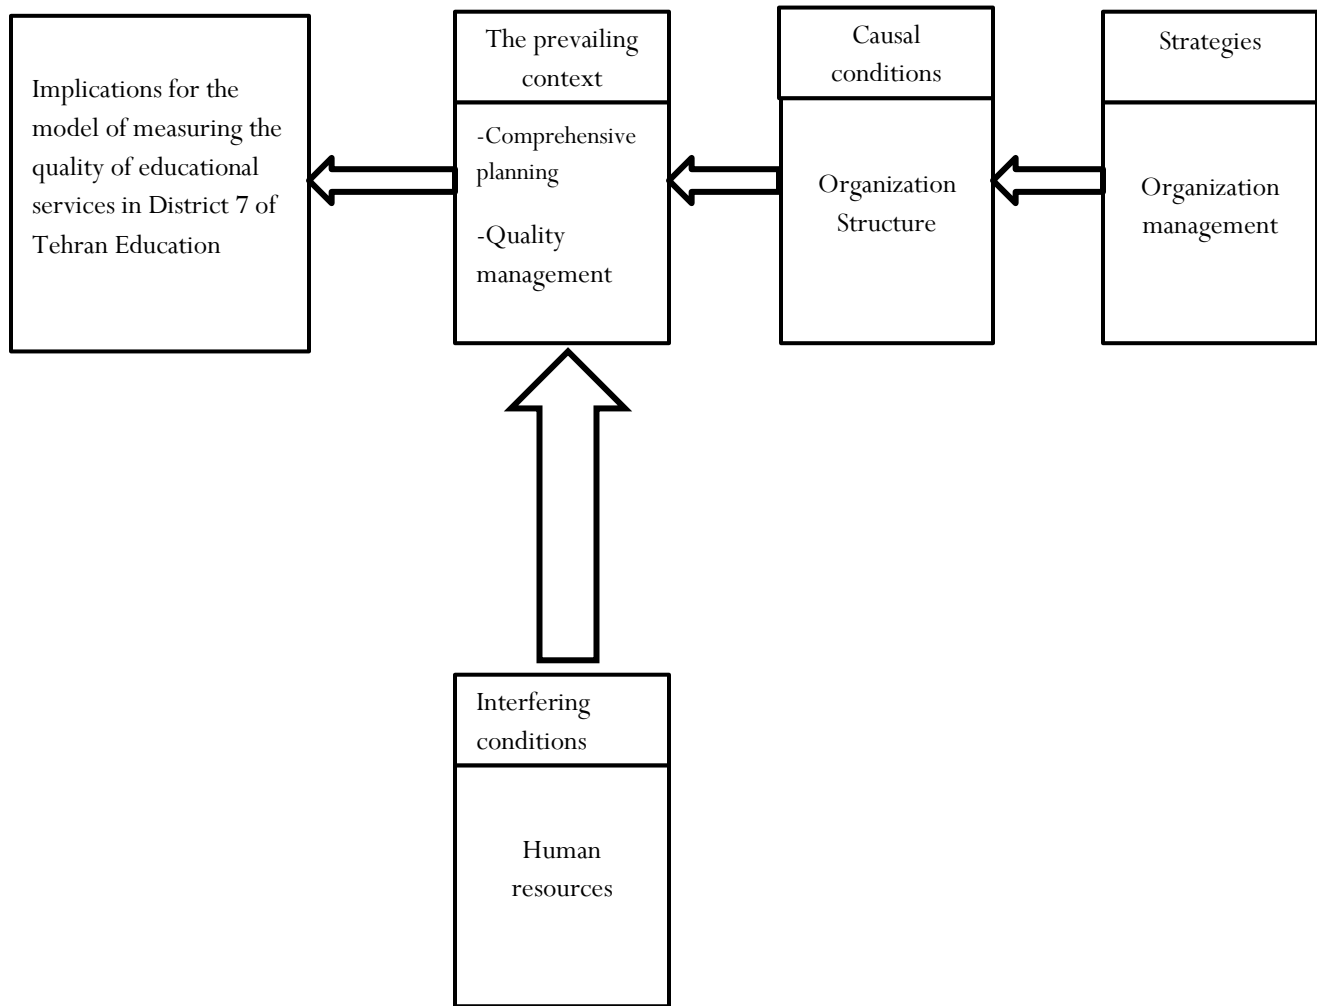 Implications for the
model of measuring the
quality of educational
services in District 7 of
Tehran Education
The prevailing
context
-Comprehensive
planning
-Quality
management
Causal
conditions
Organization
Structure
Strategies
Organization
management
Interfering
conditions
Human
resources